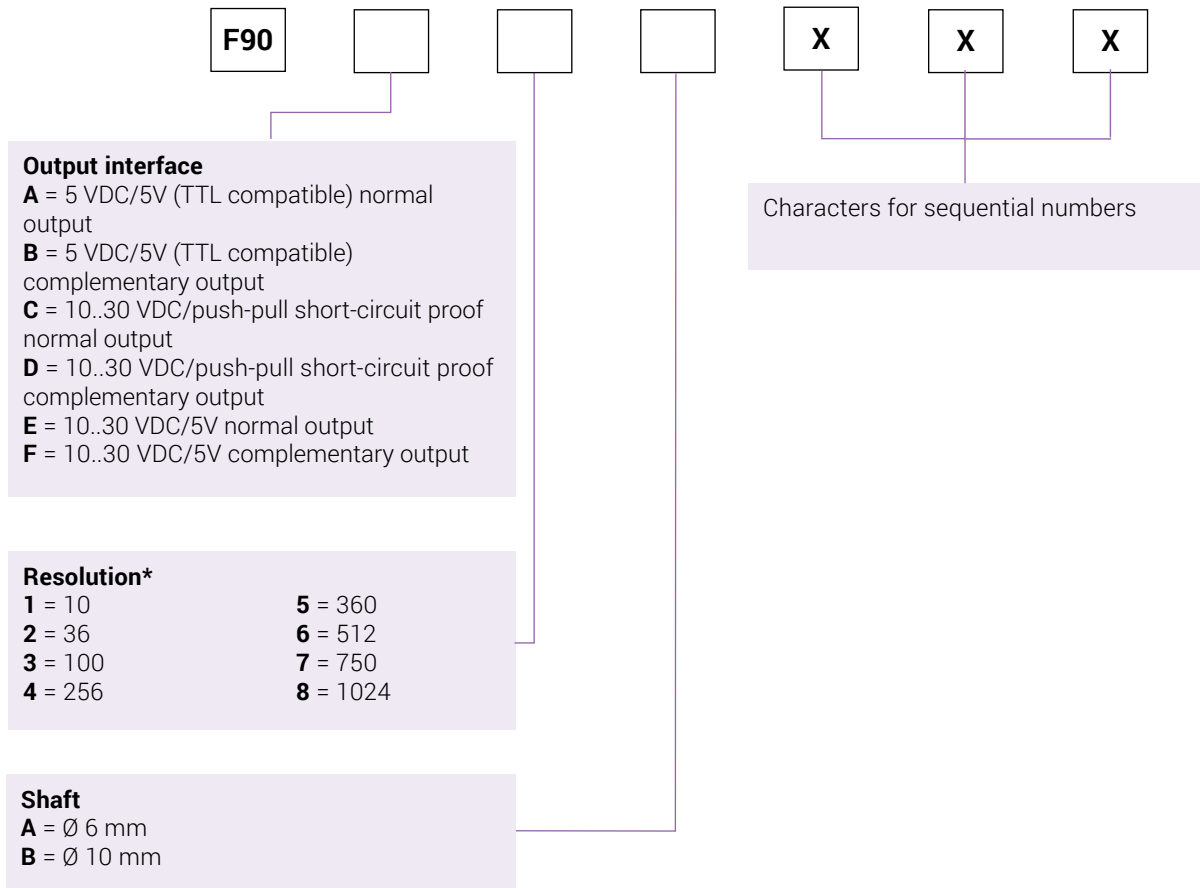 F90 X X X
Output interface
A = 5 VDC/5V (TTL compatible) normal
output
B = 5 VDC/5V (TTL compatible)
complementary output
C = 10..30 VDC/push-pull short-circuit proof
normal output
D = 10..30 VDC/push-pull short-circuit proof
complementary output
E = 10..30 VDC/5V normal output
F = 10..30 VDC/5V complementary output
Characters for sequential numbers
Resolution*
1 = 10 5 = 360
2 = 36 6 = 512
3 = 100 7 = 750
4 = 256 8 = 1024
Shaft
A = Ø 6 mm
B = Ø 10 mm